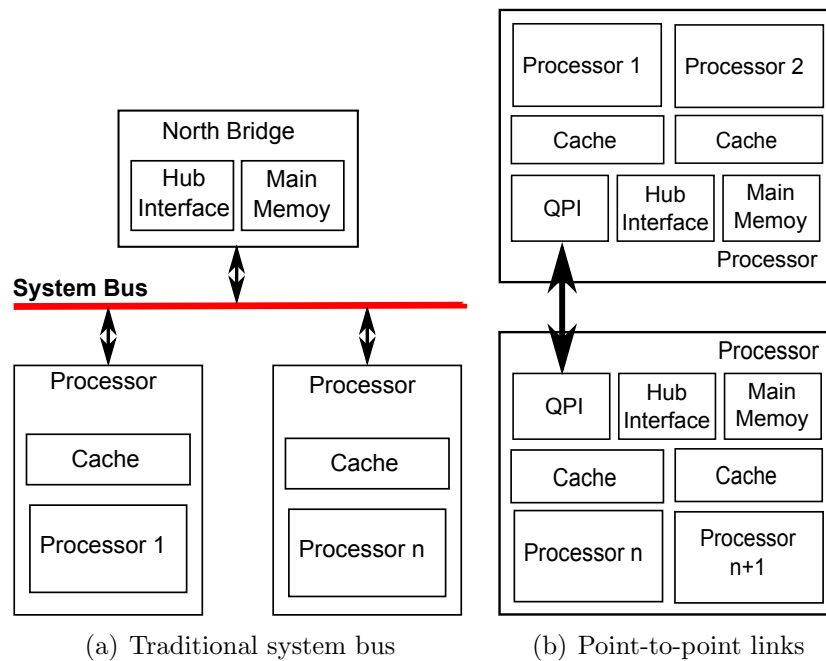 North Bridge
Hub
Interface
Main
Memoy
System Bus
Processor
Cache
Processor 1
Processor
Cache
Processor n
(a) Traditional system bus
Processor 1
Processor 2
Cache
Cache
QPI
Hub
Interface
Main
Memoy
Processor
Processor
QPI
Hub
Interface
Main
Memoy
Cache
Cache
Processor n
Processor
n+1
(b) Point-to-point links